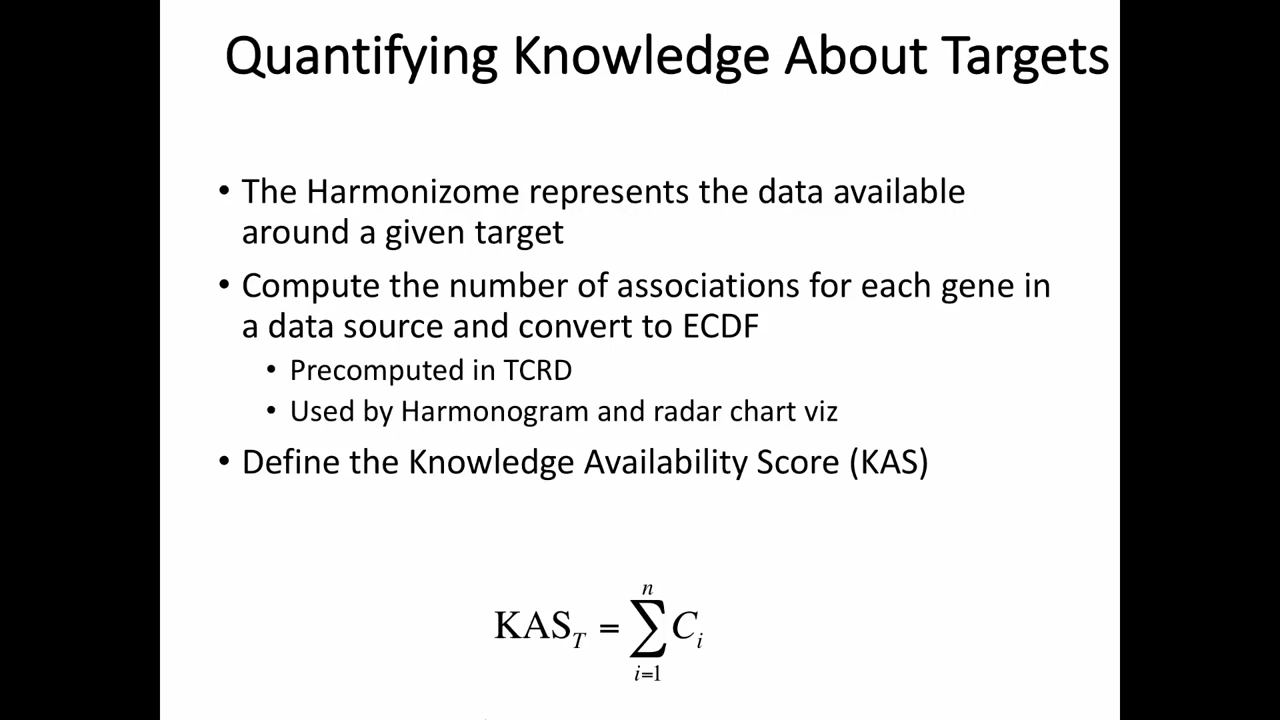 Quantifying Knowledge About Targets
• The Harmonizome represents the data available
around a given target
• Compute the number of associations for each gene in
a data source and convert to ECDF
• Precomputed in TCRD
• Used by Harmonogram and radar chart viz
• Define the Knowledge Availability Score (KAS)
n
KAS_T = ∑ C_i
i=1